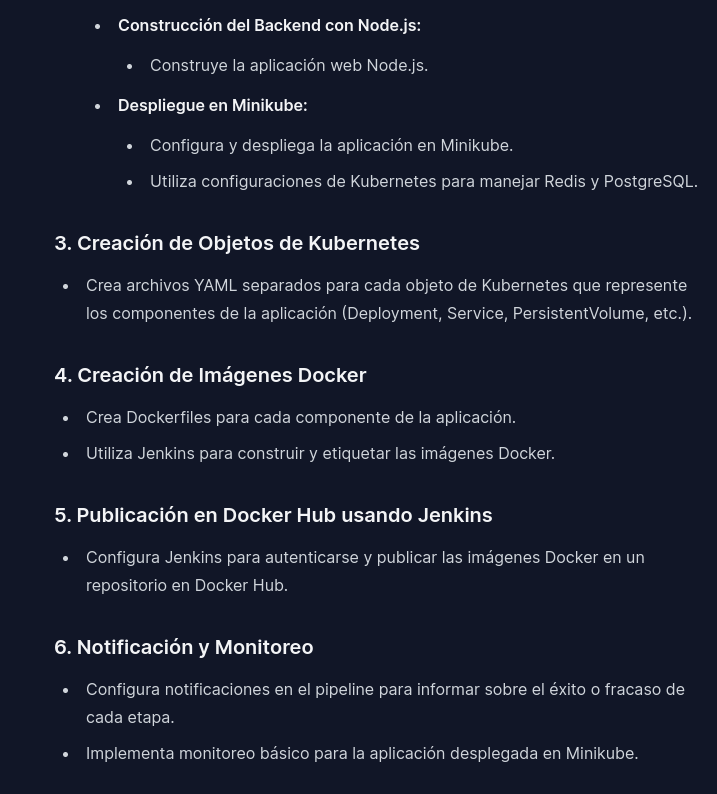 Construcción del Backend con Node.js:
Construye la aplicación web Node.js.
Despliegue en Minikube:
Configura y despliega la aplicación en Minikube.
Utiliza configuraciones de Kubernetes para manejar Redis y PostgreSQL.
3. Creación de Objetos de Kubernetes
Crea archivos YAML separados para cada objeto de Kubernetes que represente
los componentes de la aplicación (Deployment, Service, PersistentVolume, etc.).
4. Creación de Imágenes Docker
Crea Dockerfiles para cada componente de la aplicación.
Utiliza Jenkins para construir y etiquetar las imágenes Docker.
5. Publicación en Docker Hub usando Jenkins
Configura Jenkins para autenticarse y publicar las imágenes Docker en un
repositorio en Docker Hub.
6. Notificación y Monitoreo
Configura notificaciones en el pipeline para informar sobre el éxito o fracaso de
cada etapa.
Implementa monitoreo básico para la aplicación desplegada en Minikube.